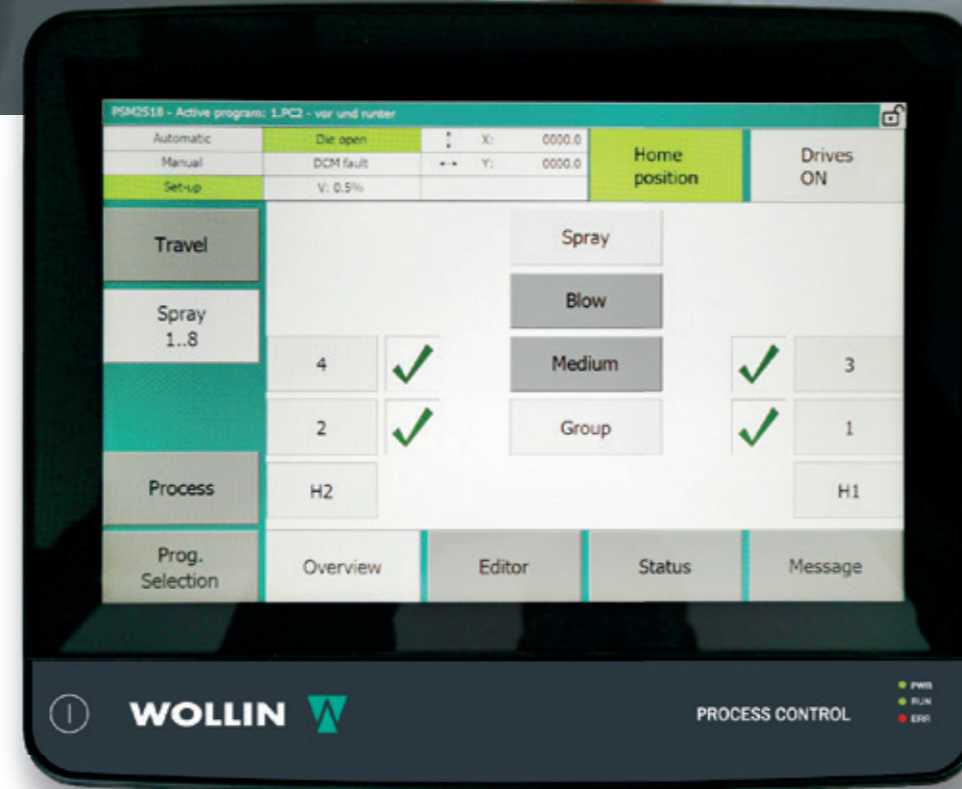 PSM2518 - Active program: 1.PC2 - vor und runter
Automatic
Die open
X:
0000.0
Manual
DCM fault
Y:
0000.0
Set-up
V: 0.5%
Home
position
Drives
ON
Travel
Spray
Spray
1..8
Blow
4
Medium
3
2
Group
1
Process
H2
H1
Prog.
Selection
Overview
Editor
Status
Message
WOLLIN
PROCESS CONTROL
PWR
RUN
ERR